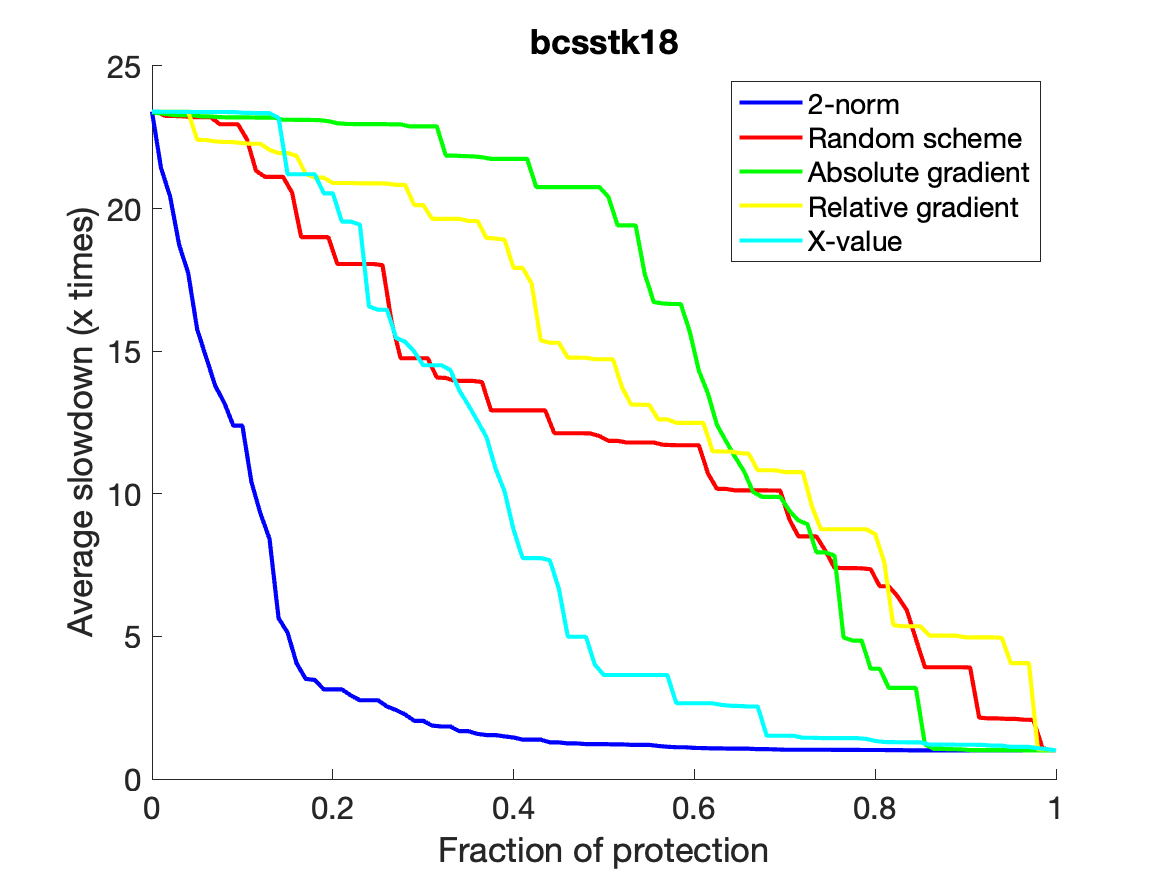 bcsstk18
25
20
15
10
5
0
Average slowdown (x times)
2-norm
Random scheme
Absolute gradient
Relative gradient
X-value
0 0.2 0.4 0.6 0.8 1
Fraction of protection